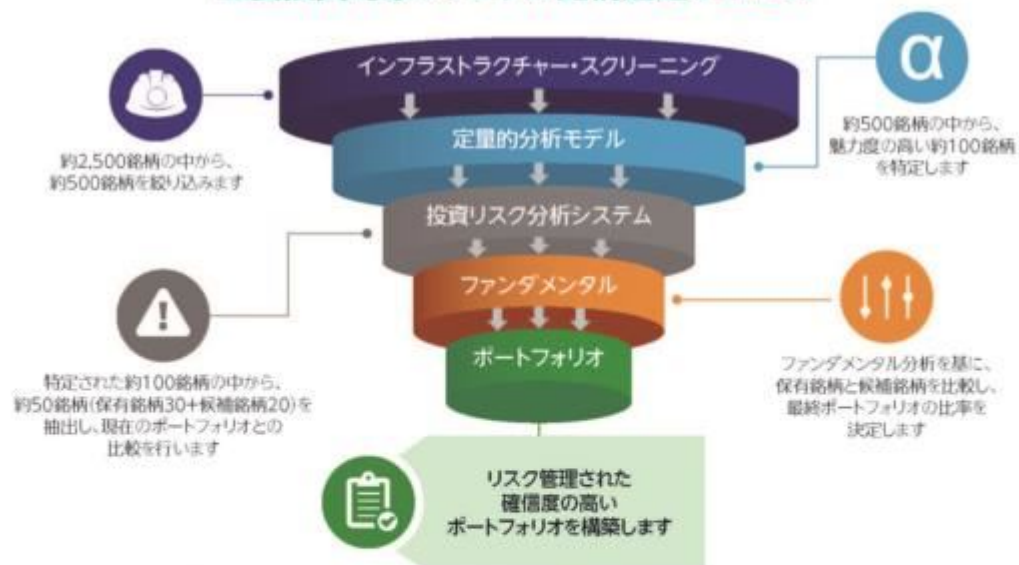 インフラストラクチャー・スクリーニング
約2,500銘柄の中から、
約500銘柄を絞り込みます
定量的分析モデル
α
約500銘柄の中から、
魅力度の高い約100銘柄
を特定します
投資リスク分析システム
特定された約100銘柄の中から、
約50銘柄(保有銘柄30+候補銘柄20)を
抽出し、現在のポートフォリオとの
比較を行います
ファンダメンタル
ファンダメンタル分析を基に、
保有銘柄と候補銘柄を比較し、
最終ポートフォリオの比率を
決定します
ポートフォリオ
リスク管理された
確信度の高い
ポートフォリオを構築します